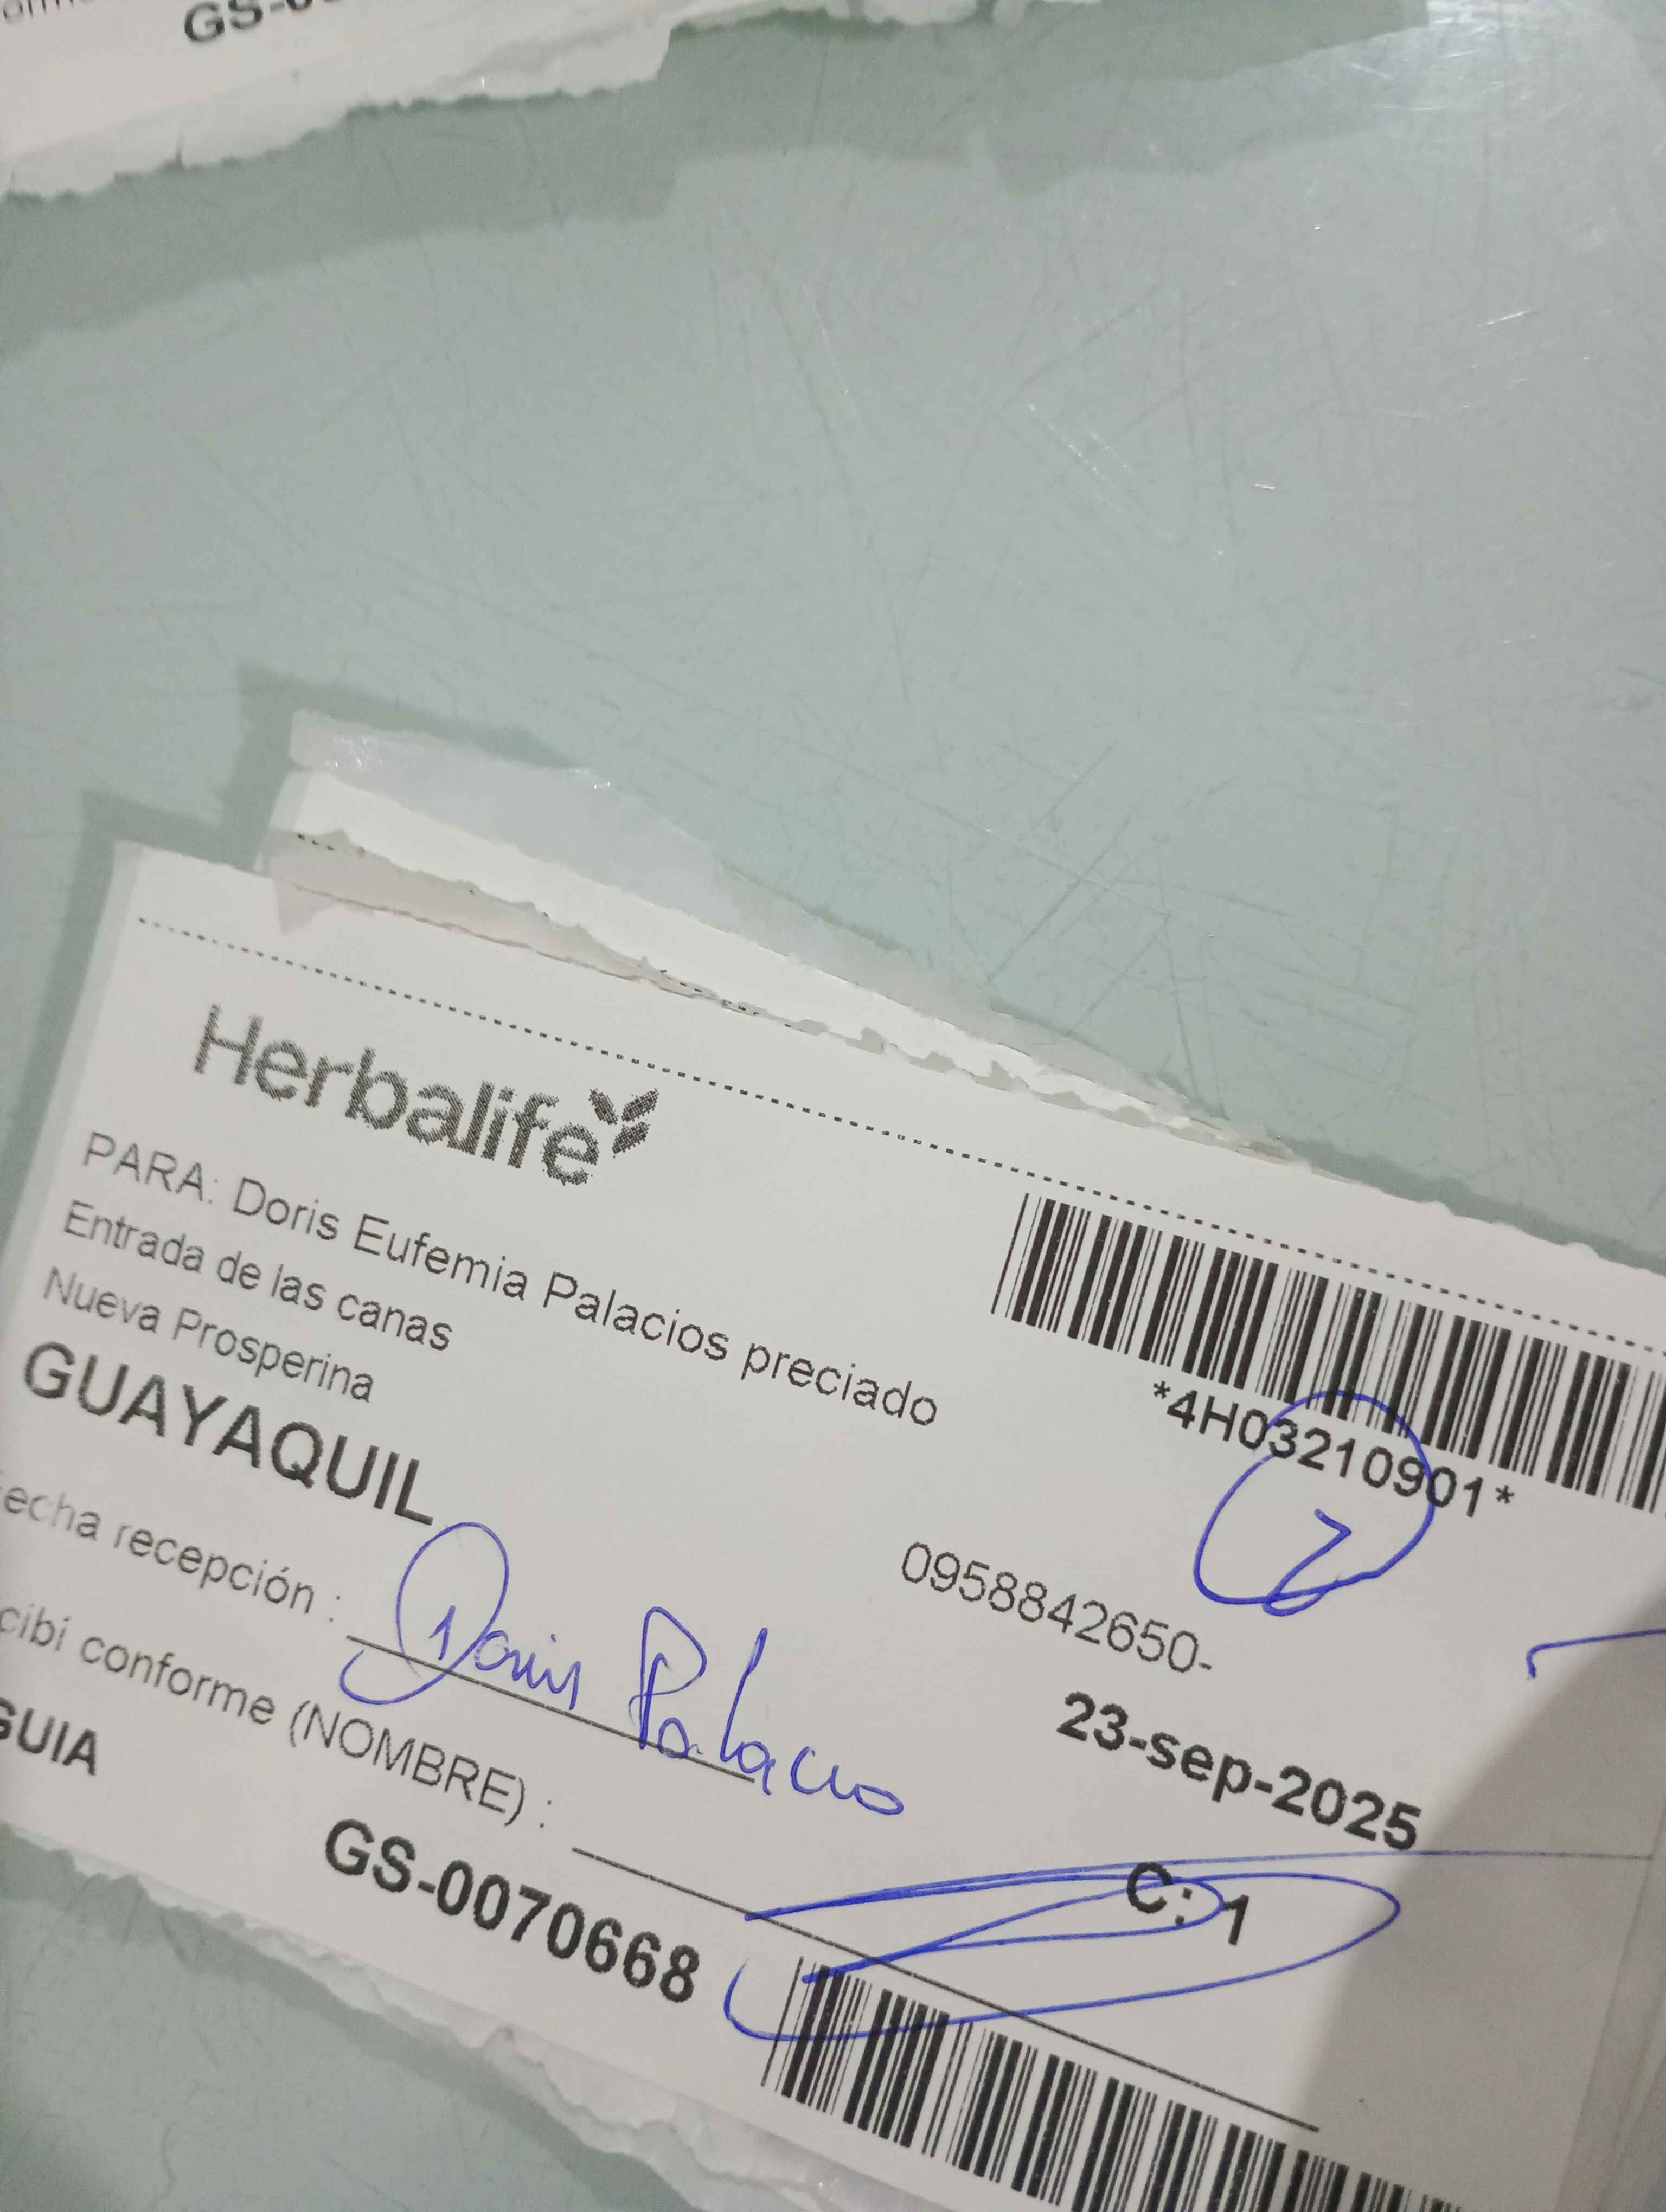 GS-0
Herbalife
PARA: Doris Eufemia Palacios preciado
Entrada de las canas
Nueva Prosperina
GUAYAQUIL
*4H03210901*
0958842650-
echa recepción : Doris Palacios
23-sep-2025
cibí conforme (NOMBRE) :
C: 1
GUIA
GS-0070668